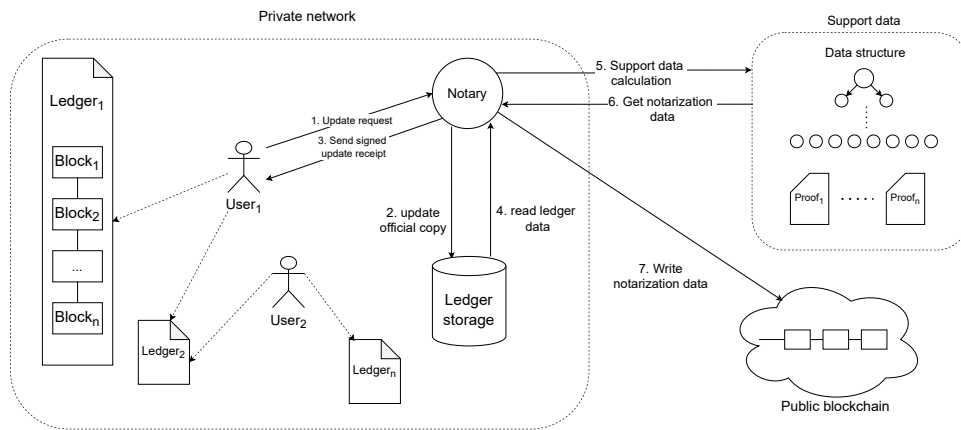 Private network
Support data
Ledger1
Block1
Block2
...
Blockn
User1
1. Update request
3. Send signed
update receipt
Notary
5. Support data
calculation
6. Get notarization
data
Data structure
Proof1
Proofn
2. update
official copy
4. read ledger
data
User2
Ledger2
Ledgern
Ledger
storage
7. Write
notarization data
Public blockchain